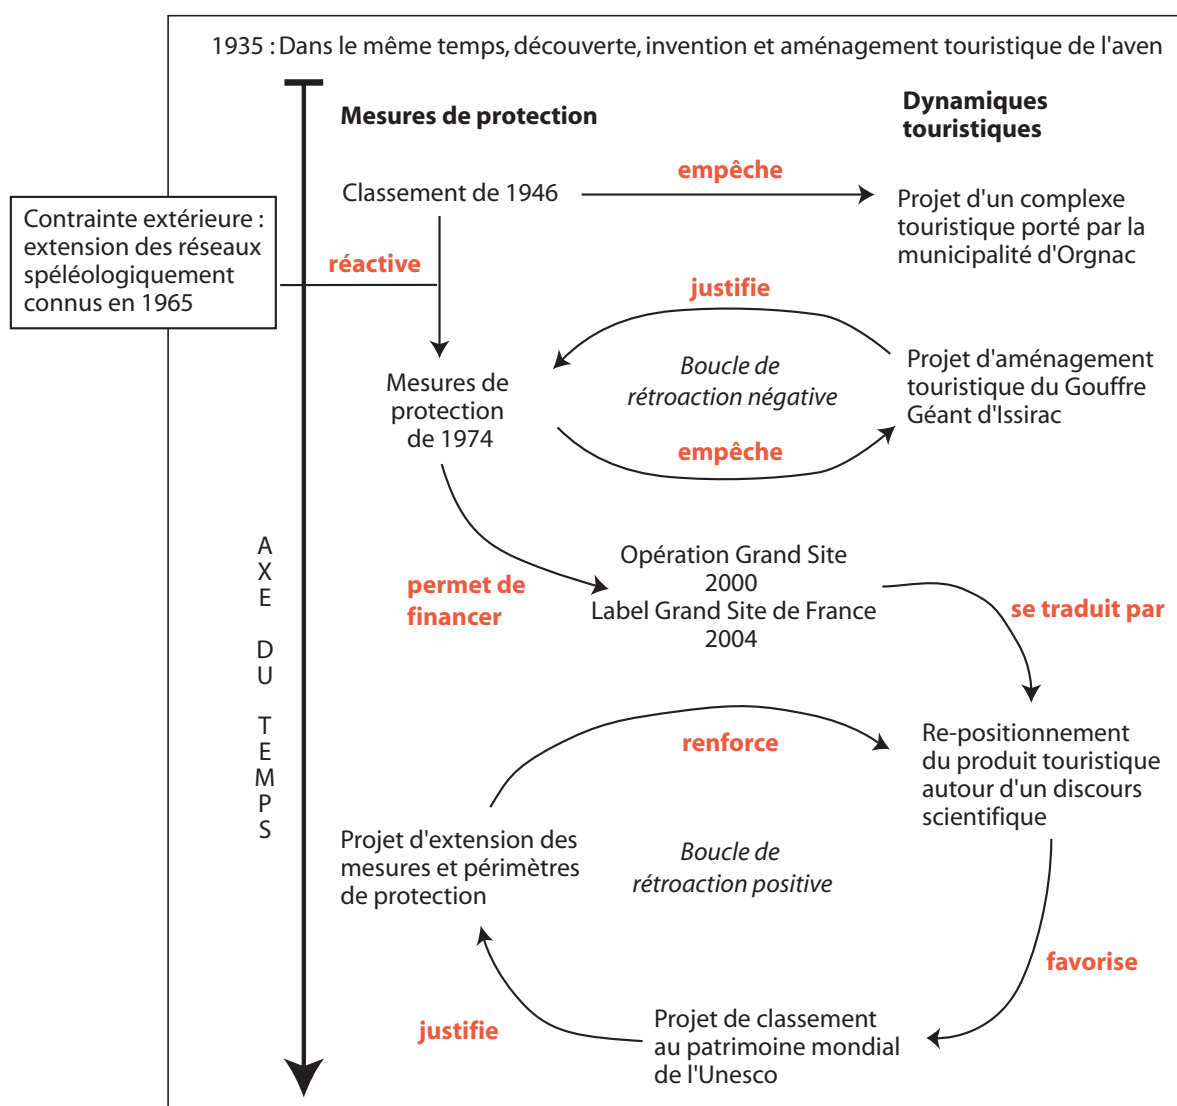 1935 : Dans le même temps, découverte, invention et aménagement touristique de l'aven
Mesures de protection
Dynamiques
touristiques
Classement de 1946
empêche
Projet d'un complexe
touristique porté par la
municipalité d'Orgnac
Contrainte extérieure :
extension des réseaux
spéléologiquement
connus en 1965
réactive
justifie
Mesures de
protection
de 1974
Boucle de
rétroaction négative
Projet d'aménagement
touristique du Gouffre
Géant d'Issirac
empêche
AXE DU TEMPS
permet de
financer
Opération Grand Site
2000
Label Grand Site de France
2004
se traduit par
renforce
Re-positionnement
du produit touristique
autour d'un discours
scientifique
Projet d'extension des
mesures et périmètres
de protection
Boucle de
rétroaction positive
favorise
justifie
Projet de classement
au patrimoine mondial
de l'Unesco